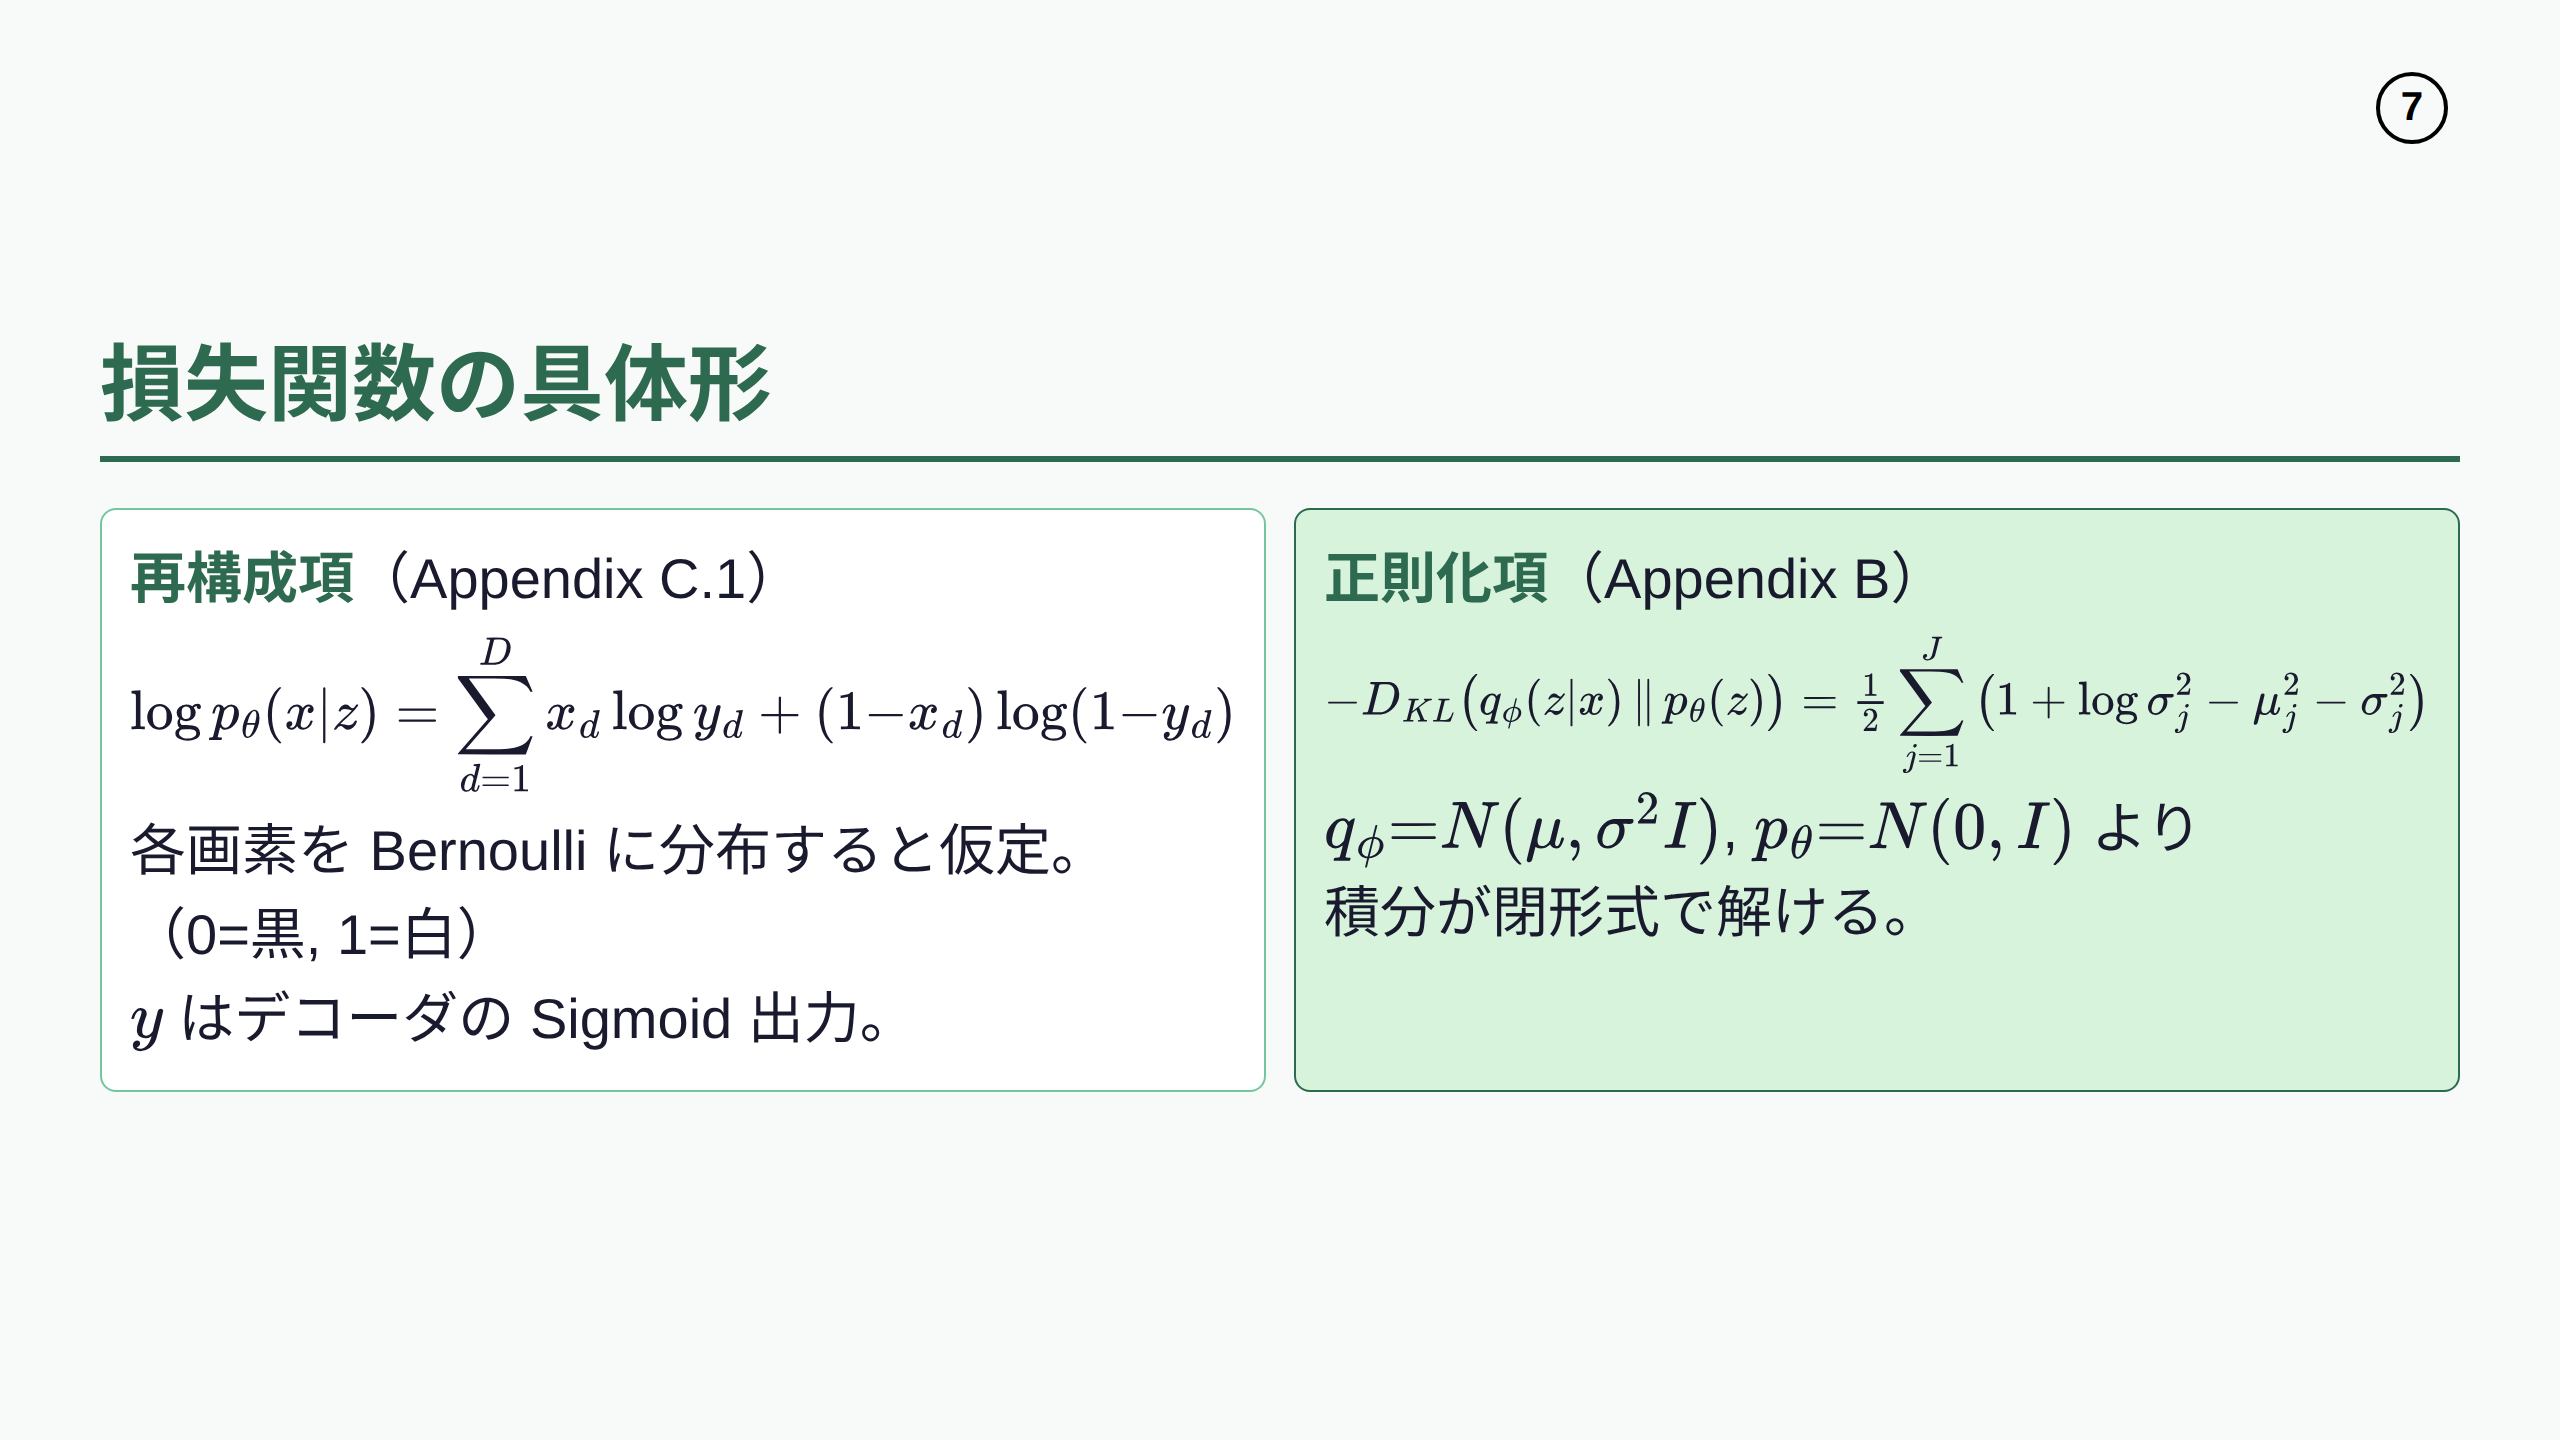 7
損失関数の具体形
再構成項（Appendix C.1）
log p_θ(x|z) = ∑_{d=1}^{D} x_d log y_d + (1−x_d) log(1−y_d)
各画素を Bernoulli に分布すると仮定。
（0=黒, 1=白）
y はデコーダの Sigmoid 出力。
正則化項（Appendix B）
−D_{KL}(q_ϕ(z|x) ∥ p_θ(z)) = 1/2 ∑_{j=1}^{J} (1 + log σ_j^2 − μ_j^2 − σ_j^2)
q_ϕ=N(μ, σ^2 I), p_θ=N(0, I) より
積分が閉形式で解ける。